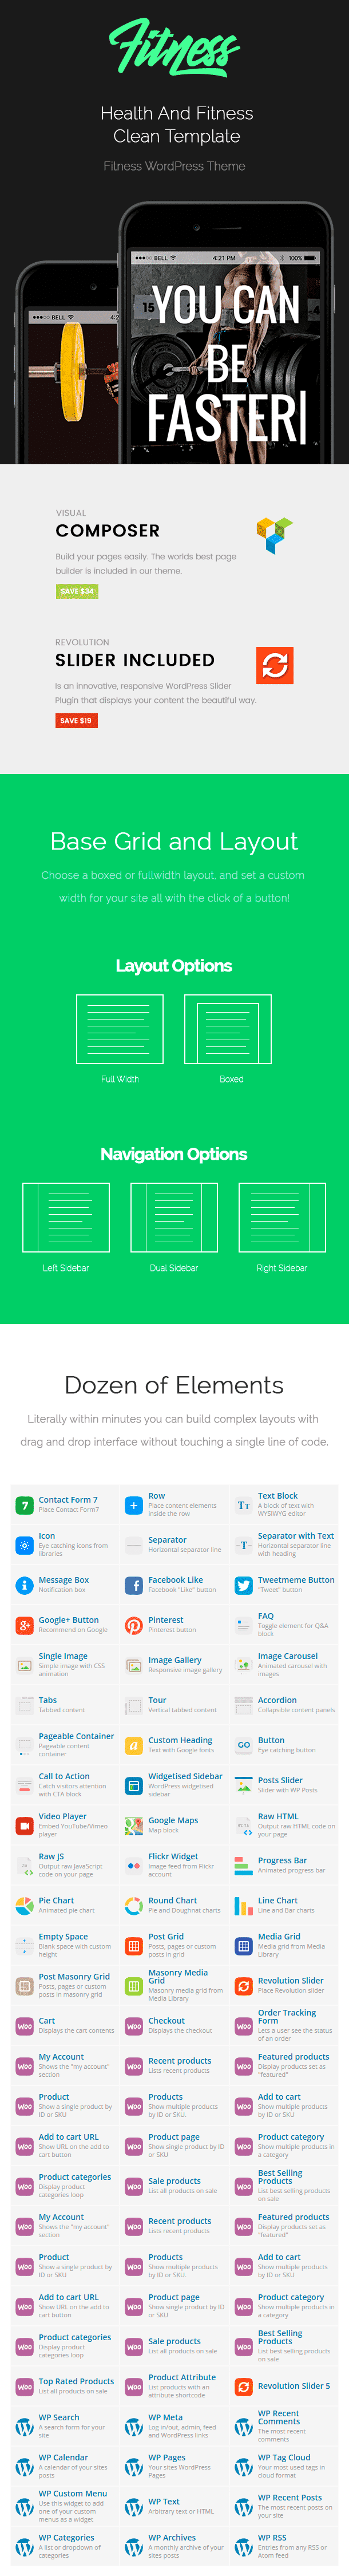 Fitness
Health And Fitness
Clean Template
Fitness WordPress Theme
BELL 4:21 PM 100%
BELL 4:2
15
YOU CAN
BE
FASTER|
VISUAL
COMPOSER
Build your pages easily. The worlds best page
builder is included in our theme.
SAVE $34
REVOLUTION
SLIDER INCLUDED
Is an innovative, responsive WordPress Slider
Plugin that displays your content the beautiful way.
SAVE $19
Base Grid and Layout
Choose a boxed or fullwidth layout, and set a custom
width for your site all with the click of a button!
Layout Options
Full Width
Boxed
Navigation Options
Left Sidebar
Dual Sidebar
Right Sidebar
Dozen of Elements
Literally within minutes you can build complex layouts with
drag and drop interface without touching a single line of code.
Contact Form 7
Place Contact Form7
Row
Place content elements
inside the row
Text Block
A block of text with
WYSIWYG editor
Icon
Eye catching icons from
libraries
Separator
Horizontal separator line
Separator with Text
Horizontal separator line
with heading
Message Box
Notification box
Facebook Like
Facebook "Like" button
Tweetmeme Button
"Tweet" button
Google+ Button
Recommend on Google
Pinterest
Pinterest button
FAQ
Toggle element for Q&A
block
Single Image
Simple image with CSS
animation
Image Gallery
Responsive image gallery
Image Carousel
Animated carousel with
images
Tabs
Tabbed content
Tour
Vertical tabbed content
Accordion
Collapsible content panels
Pageable Container
Pageable content
container
Custom Heading
Text with Google fonts
GO
Button
Eye catching button
Call to Action
Catch visitors attention
with CTA block
Widgetised Sidebar
WordPress widgetised
sidebar
Posts Slider
Slider with WP Posts
Video Player
Embed YouTube/Vimeo
player
Google Maps
Map block
Raw HTML
Output raw HTML code on
your page
Raw JS
Output raw JavaScript
code on your page
Flickr Widget
Image feed from Flickr
account
Progress Bar
Animated progress bar
Pie Chart
Animated pie chart
Round Chart
Pie and Doughnat charts
Line Chart
Line and Bar charts
Empty Space
Blank space with custom
height
Post Grid
Posts, pages or custom
posts in grid
Media Grid
Media grid from Media
Library
Post Masonry Grid
Posts, pages or custom
posts in masonry grid
Masonry Media
Grid
Masonry media grid from
Media Library
Revolution Slider
Place Revolution slider
Cart
Displays the cart contents
Checkout
Displays the checkout
Order Tracking
Form
Lets a user see the status
of an order
My Account
Shows the "my account"
section
Recent products
Lists recent products
Featured products
Display products set as
"featured"
Product
Show a single product by
ID or SKU
Products
Show multiple products
by ID or SKU.
Add to cart
Show multiple products
by ID or SKU
Add to cart URL
Show URL on the add to
cart button
Product page
Show single product by ID
or SKU
Product category
Show multiple products in
a category
Product categories
Display product
categories loop
Sale products
List all products on sale
Best Selling
Products
List best selling products
on sale
My Account
Shows the "my account"
section
Recent products
Lists recent products
Featured products
Display products set as
"featured"
Product
Show a single product by
ID or SKU
Products
Show multiple products
by ID or SKU.
Add to cart
Show multiple products
by ID or SKU
Add to cart URL
Show URL on the add to
cart button
Product page
Show single product by ID
or SKU
Product category
Show multiple products in
a category
Product categories
Display product
categories loop
Sale products
List all products on sale
Best Selling
Products
List best selling products
on sale
Top Rated Products
List all products on sale
Product Attribute
List products with an
attribute shortcode
Revolution Slider 5
WP Search
A search form for your
site
WP Meta
Log in/out, admin, feed
and WordPress links
WP Recent
Comments
The most recent
comments
WP Calendar
A calendar of your sites
posts
WP Pages
Your sites WordPress
Pages
WP Tag Cloud
Your most used tags in
cloud format
WP Custom Menu
Use this widget to add
one of your custom
menus as a widget
WP Text
Arbitrary text or HTML
WP Recent Posts
The most recent posts on
your site
WP Categories
A list or dropdown of
categories
WP Archives
A monthly archive of your
sites posts
WP RSS
Entries from any RSS or
Atom feed